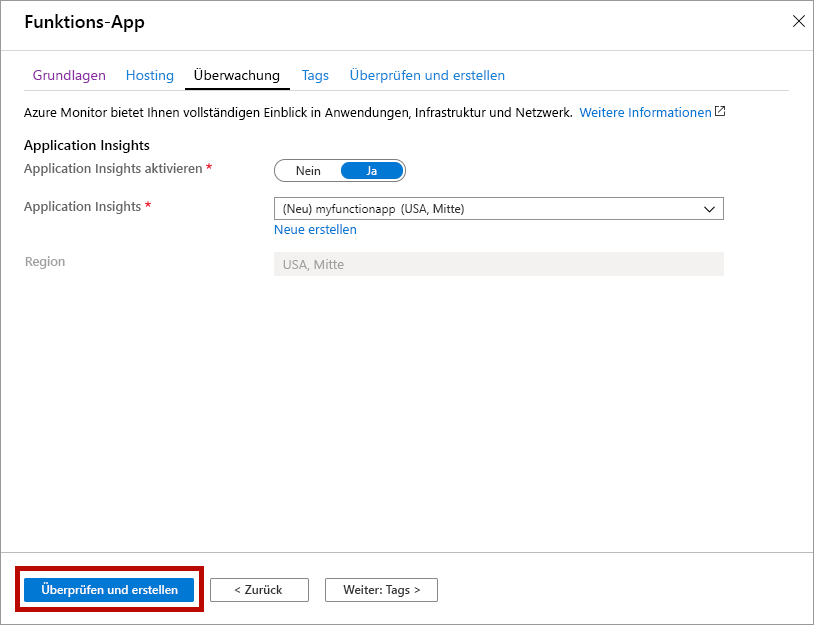 Funktions-App
Grundlagen Hosting Überwachung Tags Überprüfen und erstellen
Azure Monitor bietet Ihnen vollständigen Einblick in Anwendungen, Infrastruktur und Netzwerk. Weitere Informationen
Application Insights
Application Insights aktivieren * Nein Ja
Application Insights * (Neu) myfunctionapp (USA, Mitte)
Neue erstellen
Region USA, Mitte
Überprüfen und erstellen < Zurück Weiter: Tags >